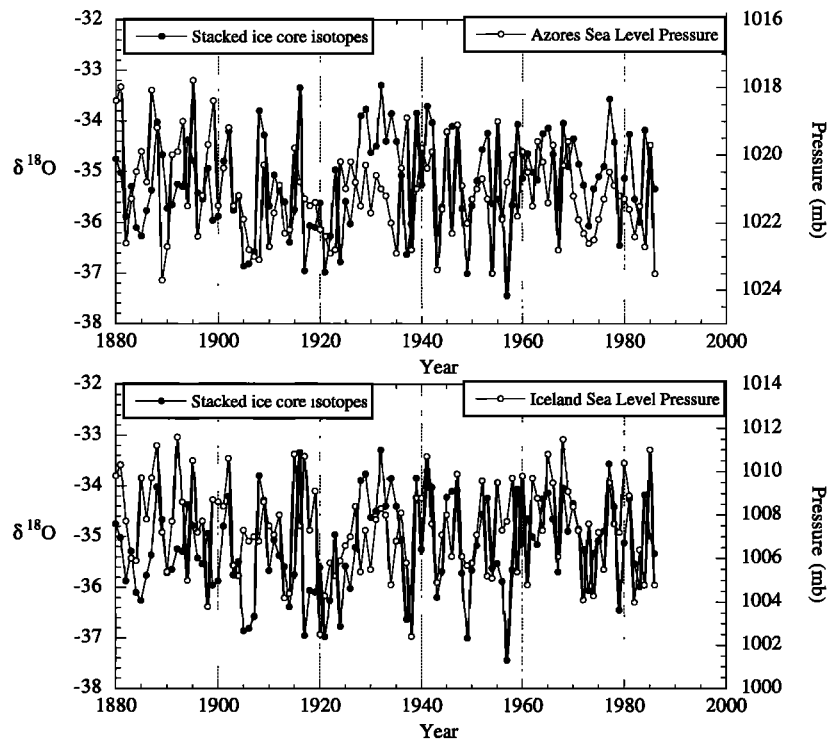 -32
-33
-34
-35
-36
-37
-38
δ 18O
Stacked ice core isotopes
Azores Sea Level Pressure
1016
1018
1020
1022
1024
Pressure (mb)
1880 1900 1920 1940 1960 1980 2000
Year
-32
-33
-34
-35
-36
-37
-38
δ 18O
Stacked ice core isotopes
Iceland Sea Level Pressure
1014
1012
1010
1008
1006
1004
1002
1000
Pressure (mb)
1880 1900 1920 1940 1960 1980 2000
Year